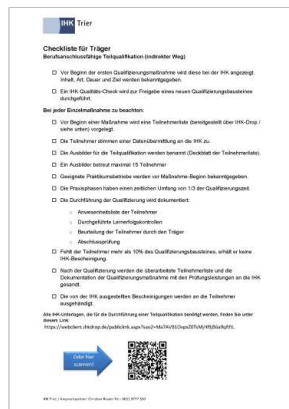 IHK Trier
Checkliste für Träger
Berufsanschlussfähige Teilqualifikation (indirekter Weg)
☐ Vor Beginn der ersten Qualifizierungsmaßnahme wird diese bei der IHK angezeigt.
Inhalt, Art, Dauer und Ziel werden bekanntgegeben.
☐ Ein IHK Qualitäts-Check wird zur Freigabe eines neuen Qualifizierungsbausteines
durchgeführt.
Bei jeder Einzelmaßnahme zu beachten:
☐ Vor Beginn einer Maßnahme wird eine Teilnehmerliste (bereitgestellt über IHK-Drop /
siehe unten) vorgelegt.
☐ Die Teilnehmer stimmen einer Datenübermittlung an die IHK zu.
☐ Die Ausbilder für die Teilqualifikation werden benannt (Deckblatt der Teilnehmerliste).
☐ Ein Ausbilder betreut maximal 15 Teilnehmer
☐ Geeignete Praktikumsbetriebe werden vor Maßnahme-Beginn bekanntgegeben.
☐ Die Praxisphasen haben einen zeitlichen Umfang von 1/3 der Qualifizierungszeit.
☐ Die Durchführung der Qualifizierung wird dokumentiert:
o Anwesenheitsliste der Teilnehmer
o Durchgeführte Lernerfolgskontrollen
o Beurteilung der Teilnehmer durch den Träger
o Abschlussprüfung
☐ Fehlt der Teilnehmer mehr als 10% des Qualifizierungsbausteines, erhält er keine
IHK-Bescheinigung.
☐ Nach der Qualifizierung werden die überarbeitete Teilnehmerliste und die
Dokumentation der Qualifizierungsmaßnahme mit den Prüfungsleistungen an die IHK
gesandt.
☐ Die von der IHK ausgestellten Bescheinigungen werden an die Teilnehmer
ausgehändigt.
Alle IHK-Unterlagen, die für die Durchführung einer Teilqualifikation benötigt werden, finden Sie unter
diesem Link:
Oder hier
scannen!
IHK Trier